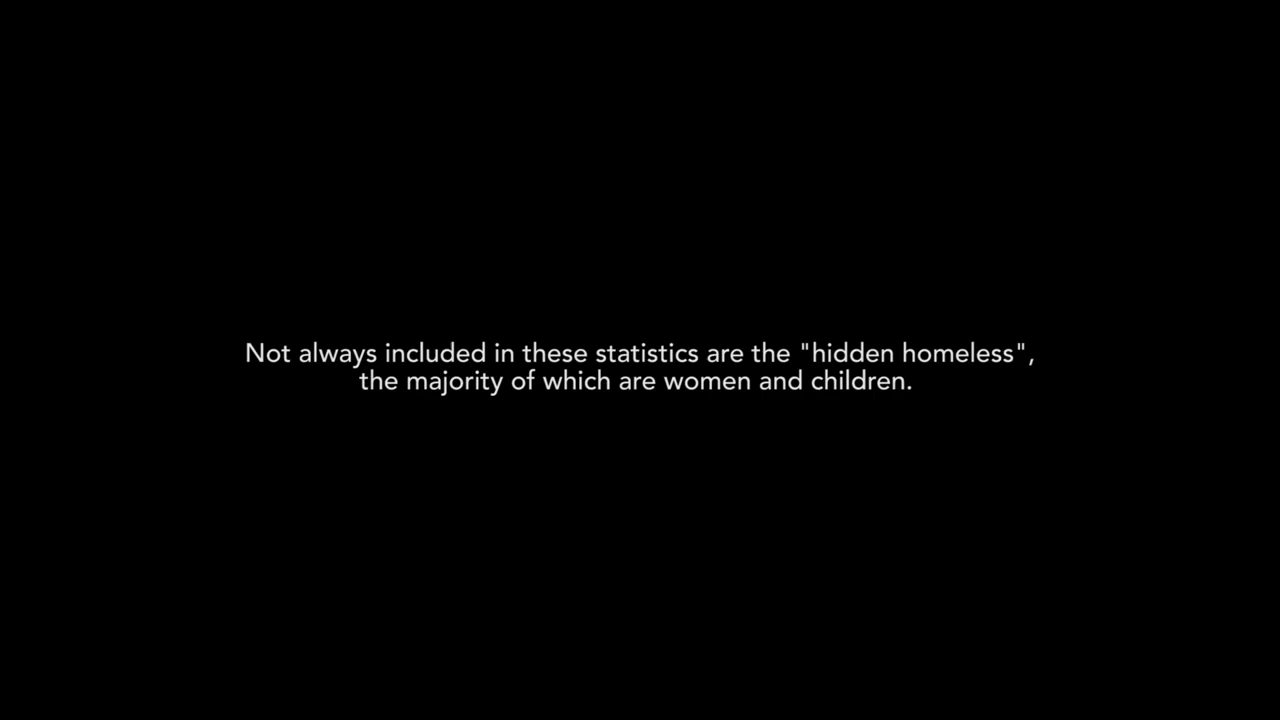 Not always included in these statistics are the "hidden homeless",
the majority of which are women and children.